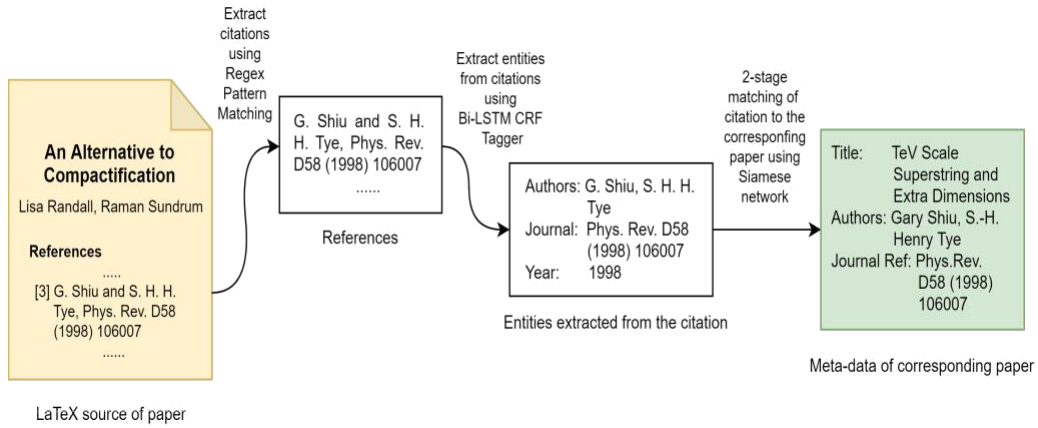 An Alternative to
Compactification
Lisa Randall, Raman Sundrum
References
.....
[3] G. Shiu and S. H. H.
Tye, Phys. Rev. D58
(1998) 106007
......
LaTeX source of paper
Extract
citations
using
Regex
Pattern
Matching
G. Shiu and S. H.
H. Tye, Phys. Rev.
D58 (1998) 106007
......
References
Extract entities
from citations
using
Bi-LSTM CRF
Tagger
Authors: G. Shiu, S. H. H.
Tye
Journal: Phys. Rev. D58
(1998) 106007
Year: 1998
Entities extracted from the citation
2-stage
matching of
citation to the
corresponfing
paper using
Siamese
network
Title: TeV Scale
Superstring and
Extra Dimensions
Authors: Gary Shiu, S.-H.
Henry Tye
Journal Ref: Phys.Rev.
D58 (1998)
106007
Meta-data of corresponding paper